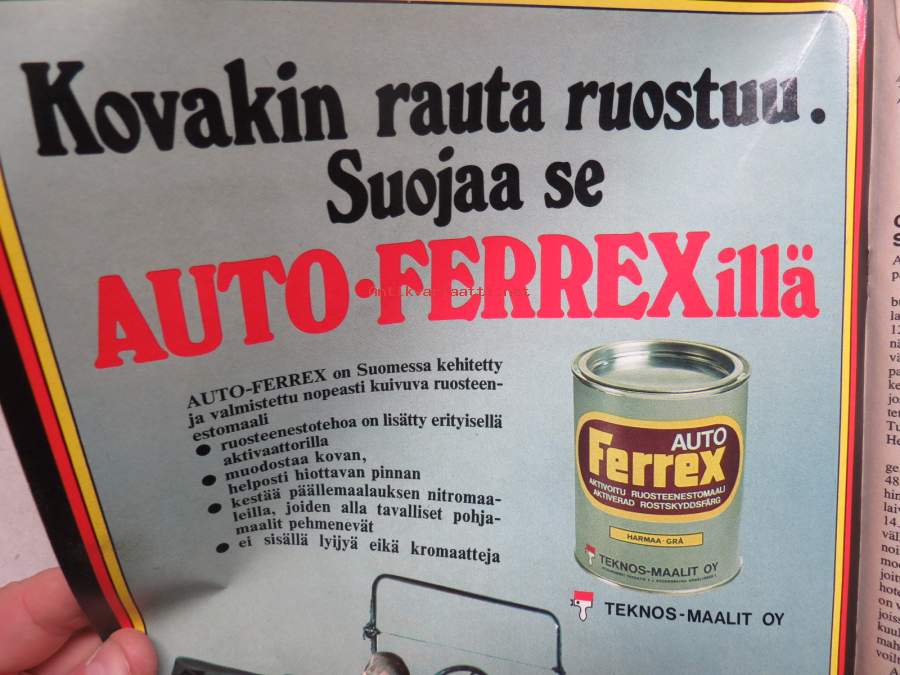 Kovakin rauta ruostuu.
Suojaa se
AUTO-FERREXillä
AUTO-FERREX on Suomessa kehitetty
ja valmistettu nopeasti kuivuva ruosteen-
estomaali
● ruosteenestotehoa on lisätty erityisellä
aktivaattorilla
● muodostaa kovan,
helposti hiottavan pinnan
● kestää päällemaalauksen nitromaa-
leilla, joiden alla tavalliset pohja-
maalit pehmenevät
● ei sisällä lyijyä eikä kromaatteja
AUTO
Ferrex
AKTIVOITU RUOSTEENESTOMAALI
AKTIVERAD ROSTSKYDDSFÄRG
HARMAA-GRÅ
TEKNOS-MAALIT OY
TEKNOS-MAALIT OY